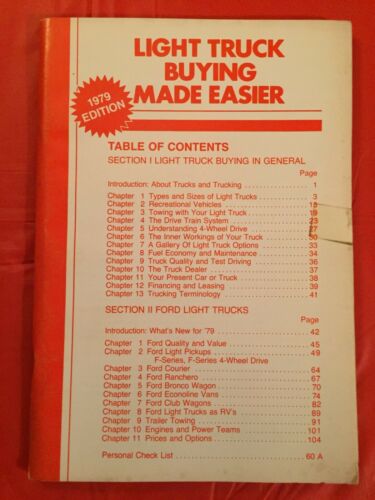 LIGHT TRUCK
BUYING
MADE EASIER
1979
EDITION
TABLE OF CONTENTS
SECTION I LIGHT TRUCK BUYING IN GENERAL
Page
Introduction: About Trucks and Trucking .................... 1
Chapter 1 Types and Sizes of Light Trucks ................ 3
Chapter 2 Recreational Vehicles ................ 13
Chapter 3 Towing with Your Light Truck ................ 19
Chapter 4 The Drive Train System ................ 23
Chapter 5 Understanding 4-Wheel Drive ................ 27
Chapter 6 The Inner Workings of Your Truck ................ 30
Chapter 7 A Gallery Of Light Truck Options ................ 33
Chapter 8 Fuel Economy and Maintenance ................ 34
Chapter 9 Truck Quality and Test Driving ................ 36
Chapter 10 The Truck Dealer ................ 37
Chapter 11 Your Present Car or Truck ................ 38
Chapter 12 Financing and Leasing ................ 39
Chapter 13 Trucking Terminology ................ 41
SECTION II FORD LIGHT TRUCKS
Page
Introduction: What's New for '79 ................ 42
Chapter 1 Ford Quality and Value ................ 45
Chapter 2 Ford Light Pickups ................ 49
F-Series, F-Series 4-Wheel Drive
Chapter 3 Ford Courier ................ 64
Chapter 4 Ford Ranchero ................ 67
Chapter 5 Ford Bronco Wagon ................ 70
Chapter 6 Ford Econoline Vans ................ 74
Chapter 7 Ford Club Wagons ................ 82
Chapter 8 Ford Light Trucks as RV's ................ 89
Chapter 9 Trailer Towing ................ 91
Chapter 10 Engines and Power Teams ................ 101
Chapter 11 Prices and Options ................ 104
Personal Check List ................ 60 A